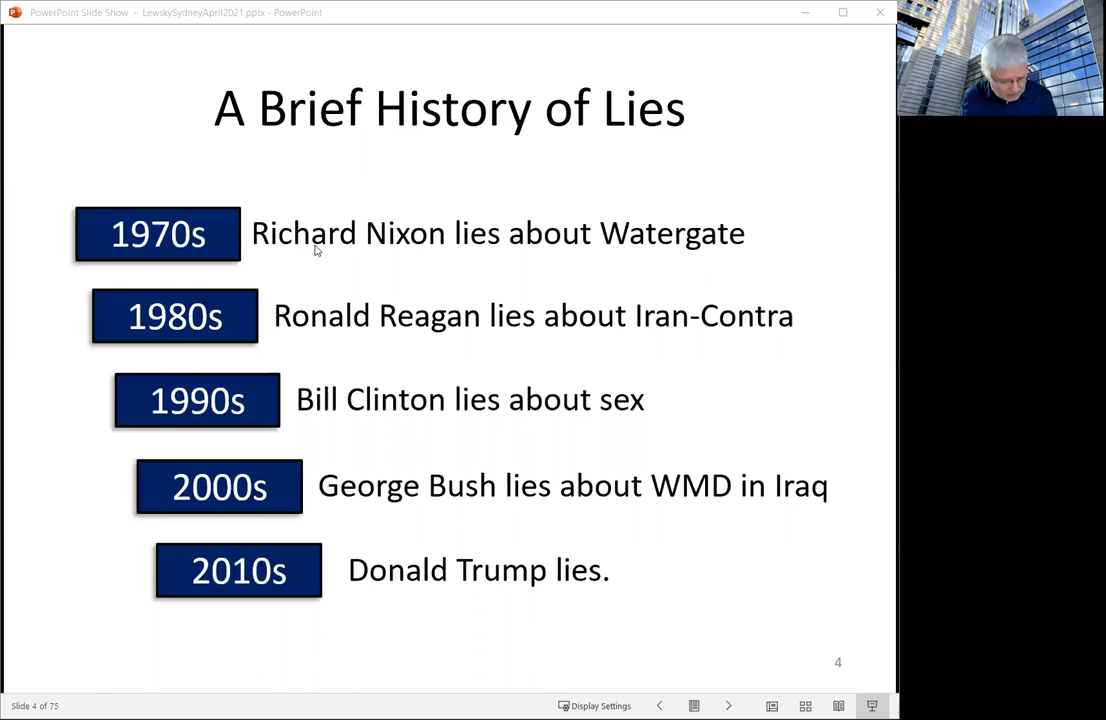 PowerPoint Slide Show - LewskySydneyApril2021.pptx - PowerPoint
A Brief History of Lies
1970s Richard Nixon lies about Watergate
1980s Ronald Reagan lies about Iran-Contra
1990s Bill Clinton lies about sex
2000s George Bush lies about WMD in Iraq
2010s Donald Trump lies.
4
Slide 4 of 75 Display Settings